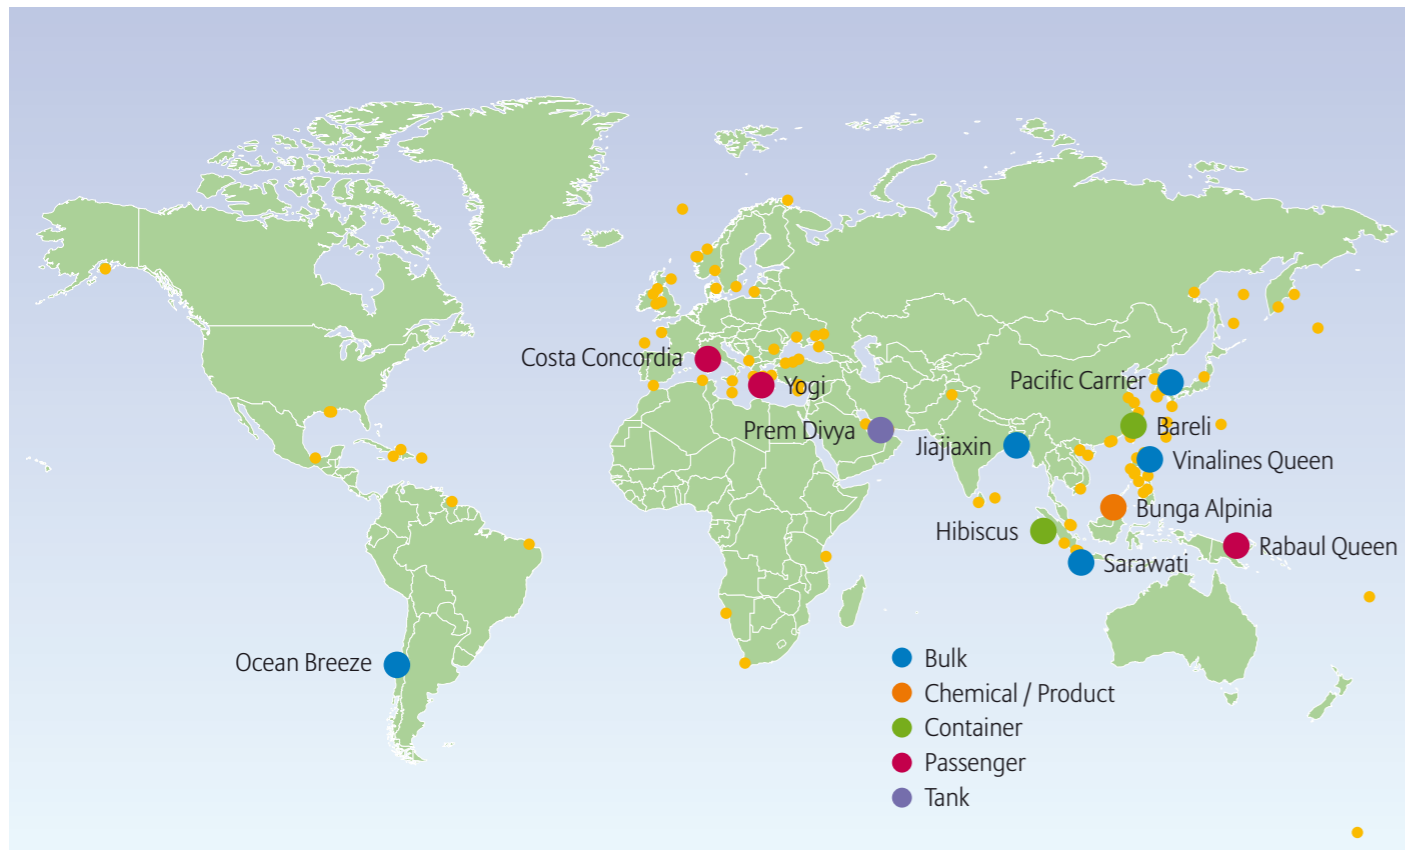 Costa Concordia
Yogi
Pacific Carrier
Prem Divya
Bareli
Jiajiaxin
Vinalines Queen
Bunga Alpinia
Hibiscus
Rabaul Queen
Sarawati
Ocean Breeze
Bulk
Chemical / Product
Container
Passenger
Tank